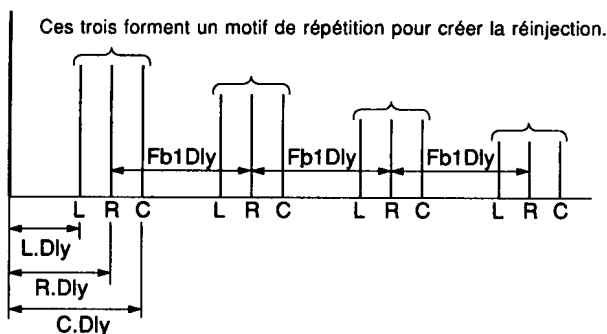 Ces trois forment un motif de répétition pour créer la réinjection.
Fb1Dly Fb1Dly Fb1Dly
L R C L R C L R C L R C
L.Dly
R.Dly
C.Dly